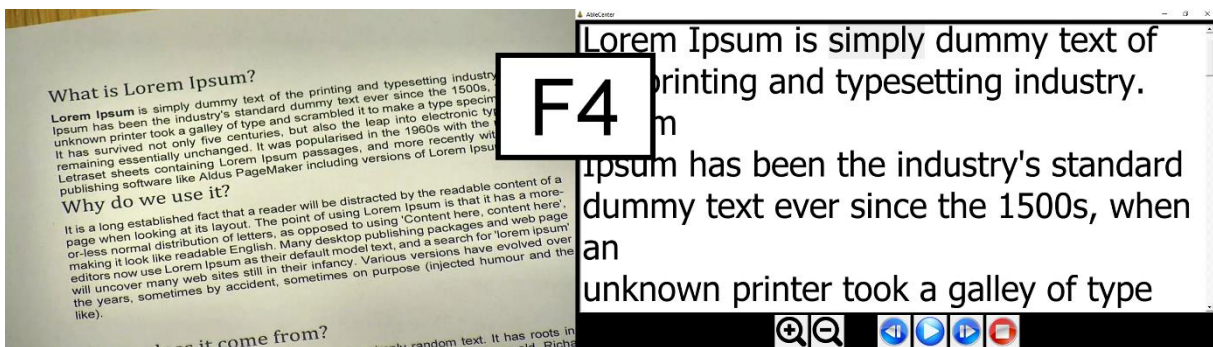 What is Lorem Ipsum?
Lorem Ipsum is simply dummy text of the printing and typesetting industry
Ipsum has been the industry's standard dummy text ever since the 1500s,
unknown printer took a galley of type and scrambled it to make a type
It has survived not only five centuries, but also the leap into electronic
remaining essentially unchanged. It was popularised in the 1960s with the
Letraset sheets containing Lorem Ipsum passages, and more recently
publishing software like Aldus PageMaker including versions of Lorem
Why do we use it?
It is a long established fact that a reader will be distracted by the readable content of a
page when looking at its layout. The point of using Lorem Ipsum is that it has a more-
or-less normal distribution of letters, as opposed to using 'Content here, content here',
making it look like readable English. Many desktop publishing packages and web page
editors now use Lorem Ipsum as their default model text, and a search for 'lorem ipsum'
will uncover many web sites still in their infancy. Various versions have evolved over
the years, sometimes by accident, sometimes on purpose (injected humour and the
like).
it come from?
random text. It has roots in
F4
AbleCenter
Lorem Ipsum is simply dummy text of
printing and typesetting industry.
Ipsum has been the industry's standard
dummy text ever since the 1500s, when
an
unknown printer took a galley of type